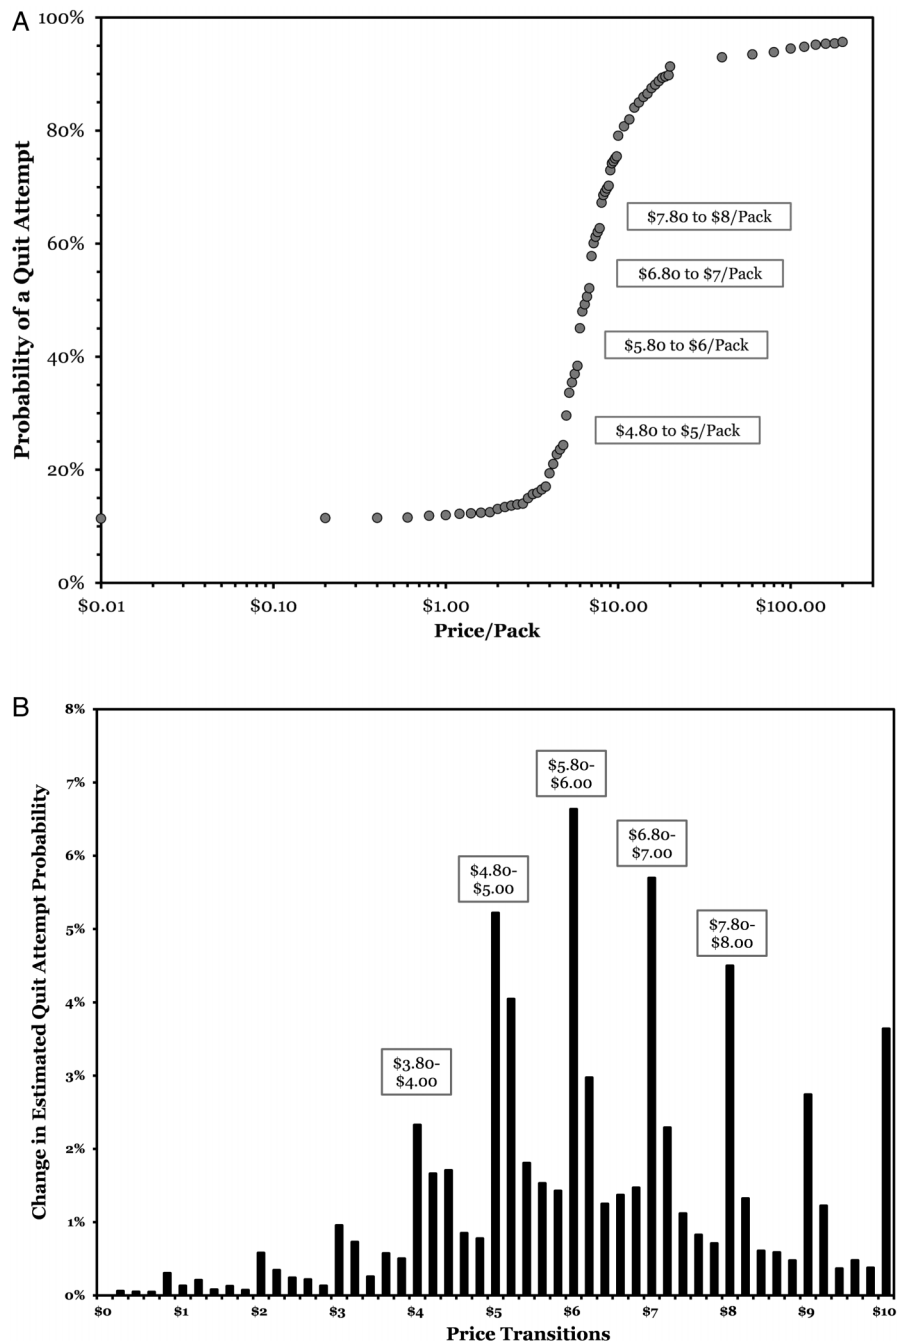 A
100%
80%
60%
40%
20%
0%
Probability of a Quit Attempt
$7.80 to $8/Pack
$6.80 to $7/Pack
$5.80 to $6/Pack
$4.80 to $5/Pack
$0.01 $0.10 $1.00 $10.00 $100.00
Price/Pack
B
8%
7%
6%
5%
4%
3%
2%
1%
0%
Change in Estimated Quit Attempt Probability
$5.80-
$6.00
$6.80-
$7.00
$4.80-
$5.00
$7.80-
$8.00
$3.80-
$4.00
$0 $1 $2 $3 $4 $5 $6 $7 $8 $9 $10
Price Transitions